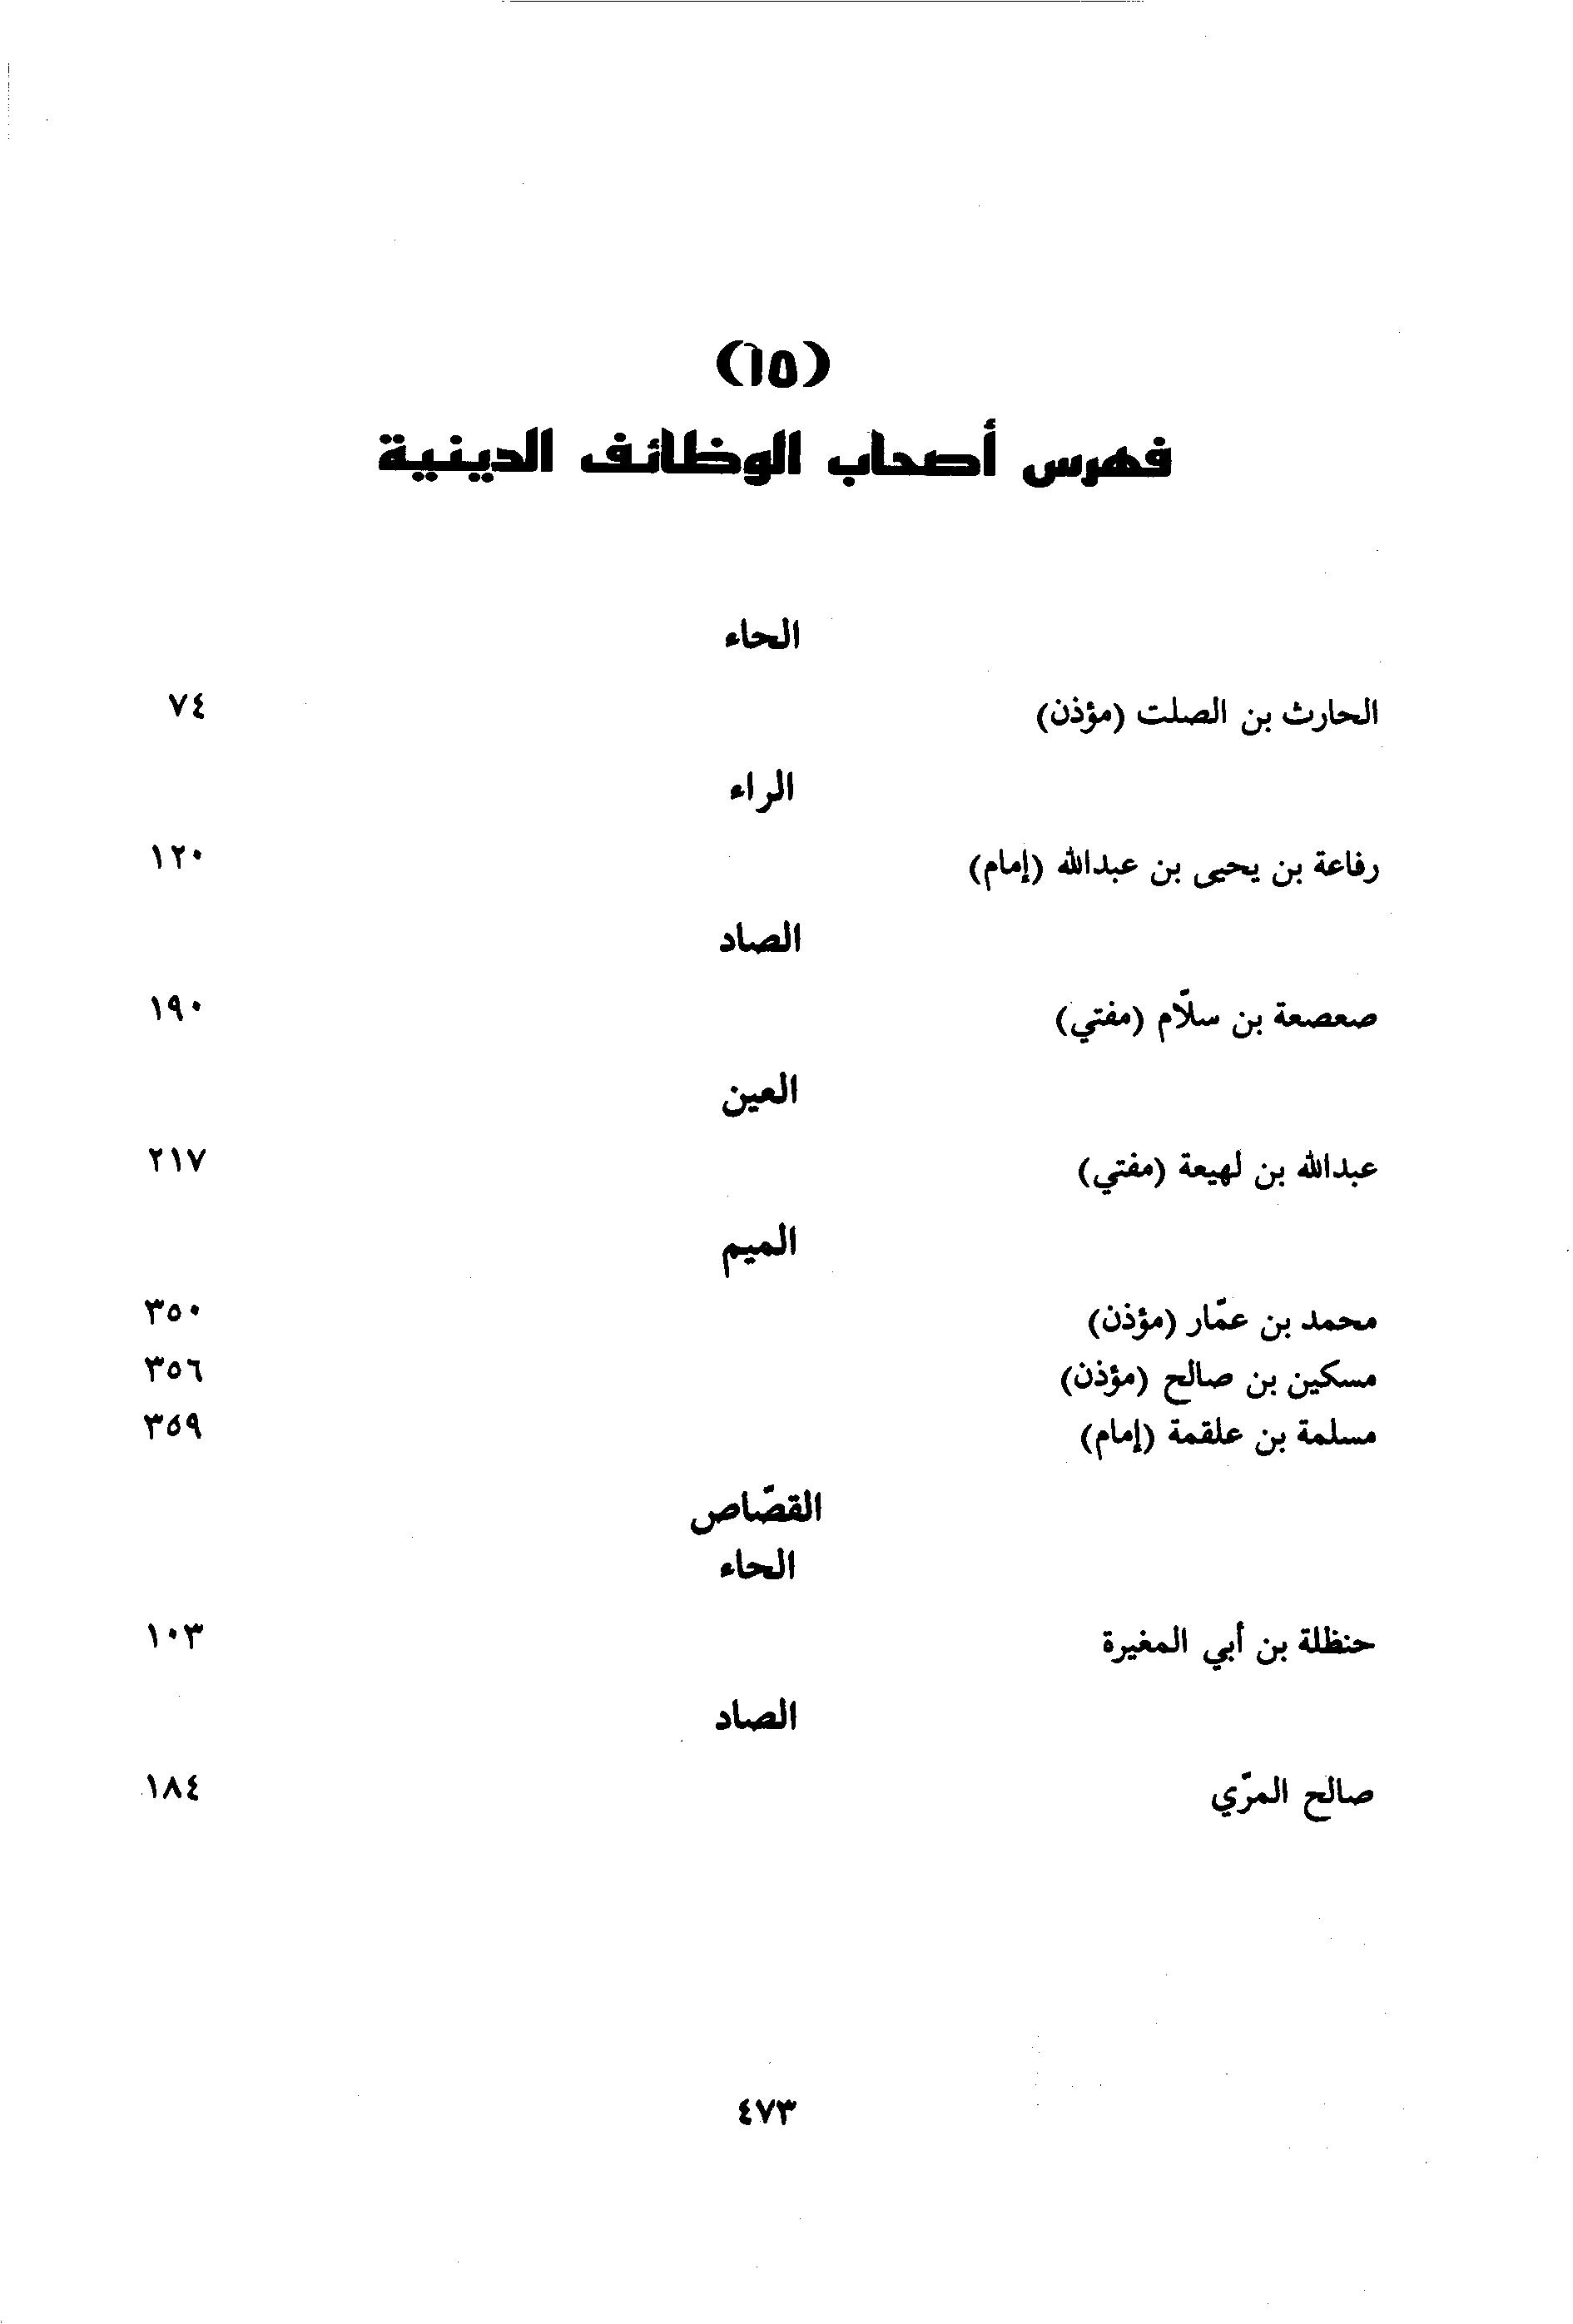 (١٥)
فهرس أصحاب الوظائف الدينية
الحاء
الحارث بن الصلت (مؤذن) ٧٤
الراء
رفاعة بن يحيى بن عبدالله (إمام) ١٢٠
الصاد
صعصعة بن سلاّم (مفتي) ١٩٠
العين
عبدالله بن لهيعة (مفتي) ٢١٧
الميم
محمد بن عمّار (مؤذن) ٣٥٠
مسكين بن صالح (مؤذن) ٣٥٦
مسلمة بن علقمة (إمام) ٣٥٩
القصّاص
الحاء
حنظلة بن أبي المغيرة ١٠٣
الصاد
صالح المرّي ١٨٤
٤٧٣